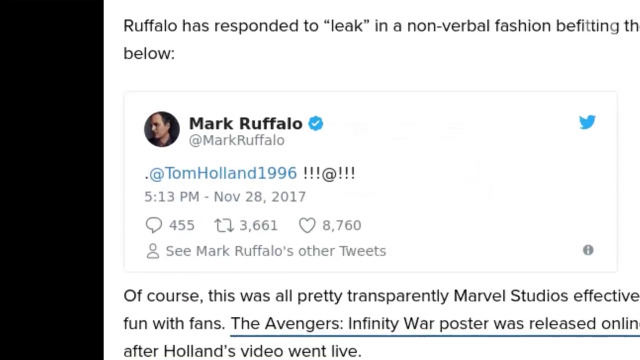 Ruffalo has responded to “leak” in a non-verbal fashion befitting th
below:
Mark Ruffalo
@MarkRuffalo
.@TomHolland1996 !!!@!!!
5:13 PM - Nov 28, 2017
455 3,661 8,760
See Mark Ruffalo's other Tweets
Of course, this was all pretty transparently Marvel Studios effective
fun with fans. The Avengers: Infinity War poster was released onlin
after Holland’s video went live.